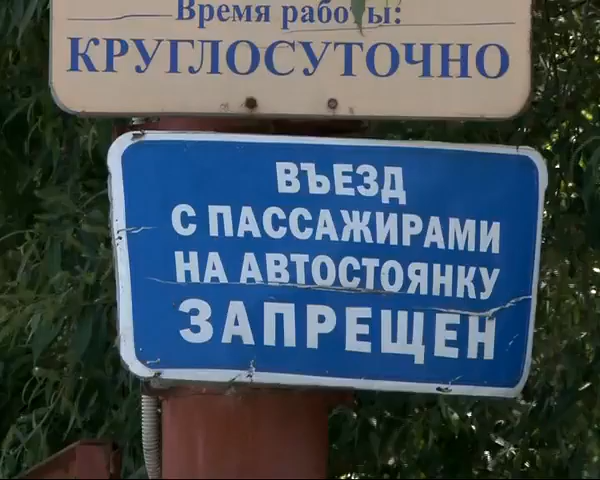 Время работы:
КРУГЛОСУТОЧНО
ВЪЕЗД
С ПАССАЖИРАМИ
НА АВТОСТОЯНКУ
ЗАПРЕЩЕН